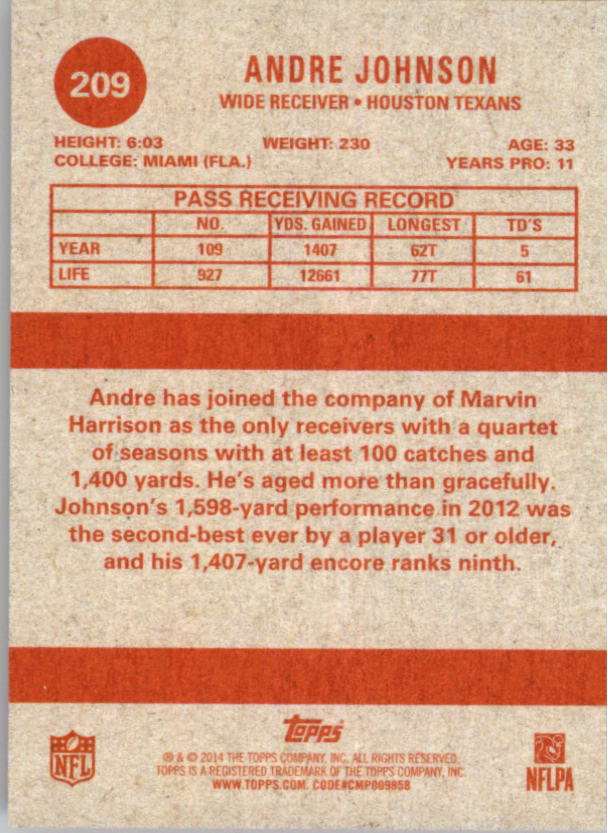 209
ANDRE JOHNSON
WIDE RECEIVER • HOUSTON TEXANS
HEIGHT: 6:03 WEIGHT: 230 AGE: 33
COLLEGE: MIAMI (FLA.) YEARS PRO: 11
PASS RECEIVING RECORD
NO. YDS. GAINED LONGEST TD'S
YEAR 109 1407 62T 5
LIFE 927 12661 77T 61
Andre has joined the company of Marvin
Harrison as the only receivers with a quartet
of seasons with at least 100 catches and
1,400 yards. He's aged more than gracefully.
Johnson's 1,598-yard performance in 2012 was
the second-best ever by a player 31 or older,
and his 1,407-yard encore ranks ninth.
NFL
Topps
® & © 2014 THE TOPPS COMPANY, INC. ALL RIGHTS RESERVED.
TOPPS IS A REGISTERED TRADEMARK OF THE TOPPS COMPANY, INC.
WWW.TOPPS.COM. CODE#CMP009858
NFLPA